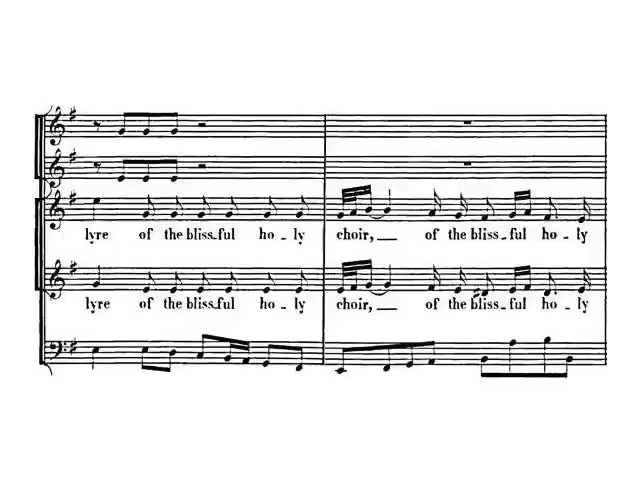 lyre of the bliss_ful ho_ly choir,__ of the bliss_ful ho_ly
lyre of the bliss_ful ho_ly choir,__ of the bliss_ful ho_ly